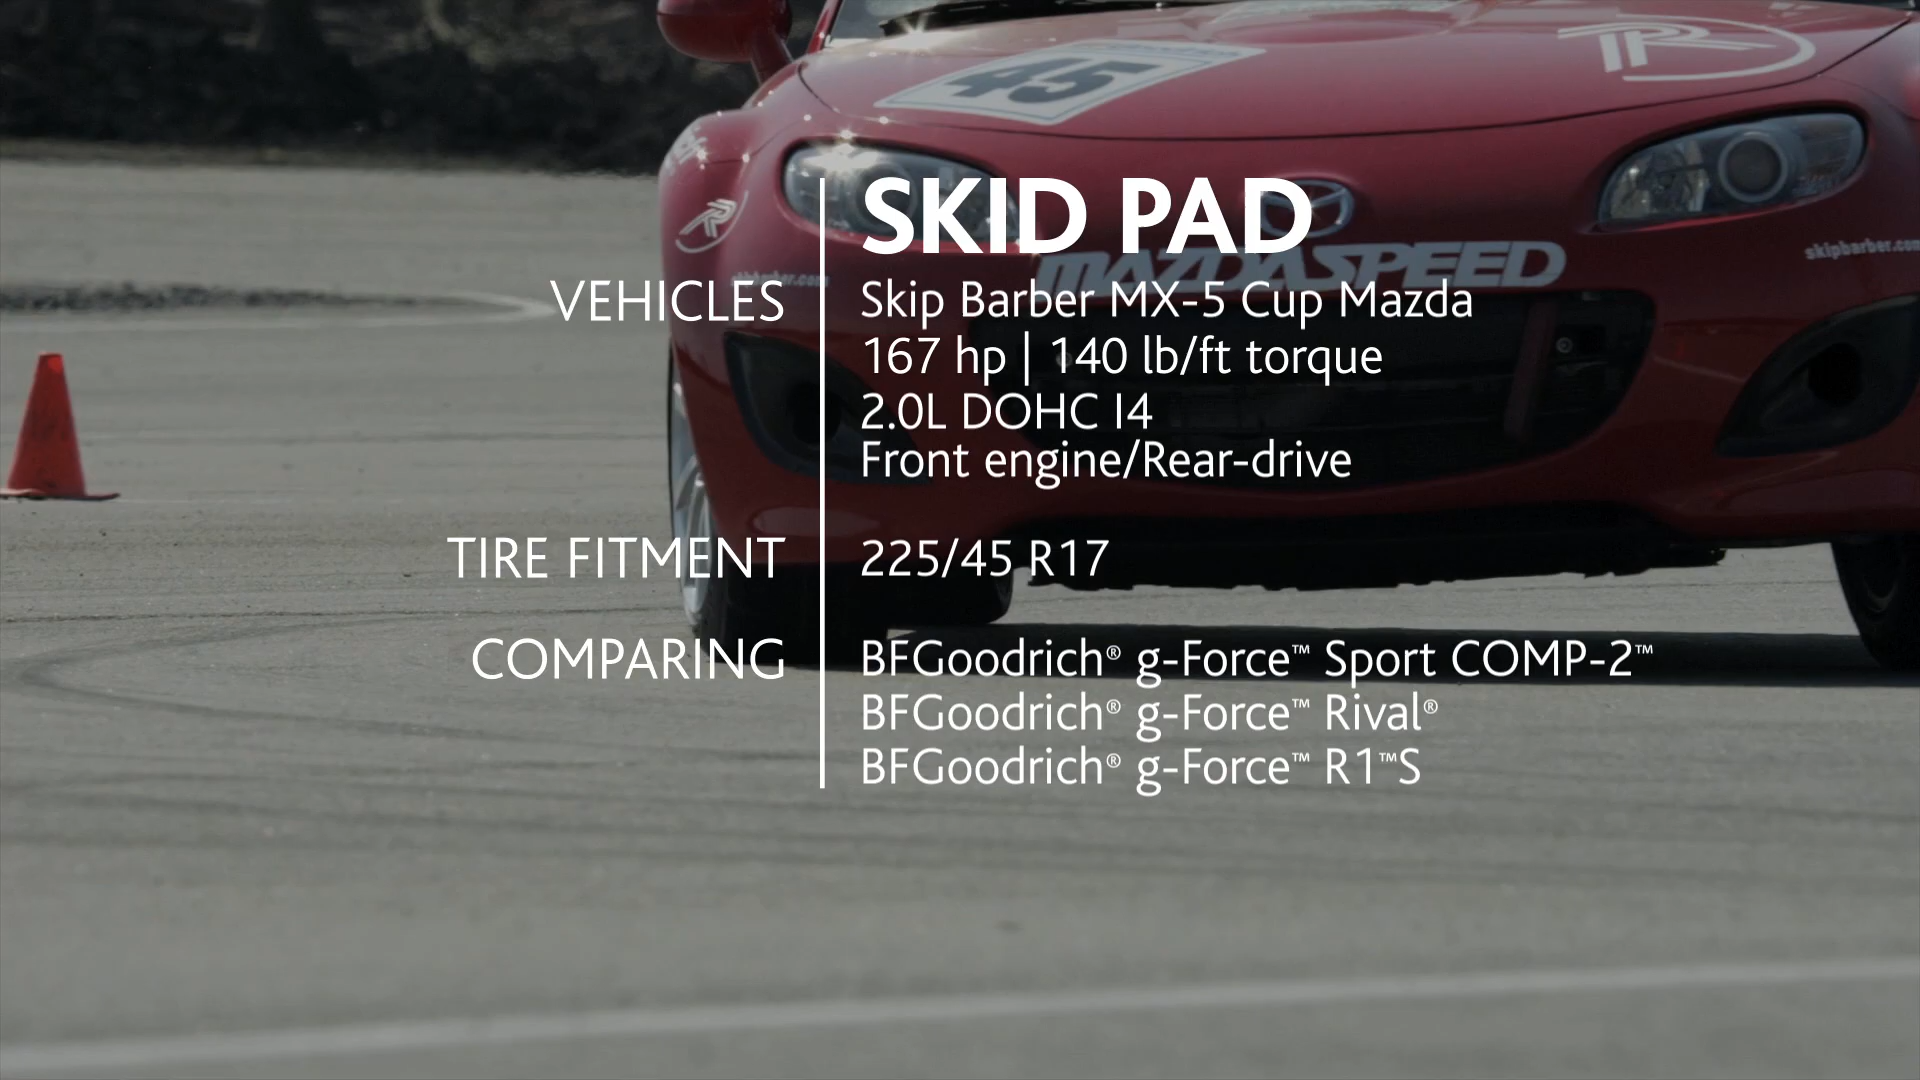 45
SKID PAD
MAZDASPEED
skipbarber.com
skipbarber.com
VEHICLES
Skip Barber MX-5 Cup Mazda
167 hp | 140 lb/ft torque
2.0L DOHC I4
Front engine/Rear-drive
TIRE FITMENT
225/45 R17
COMPARING
BFGoodrich® g-Force™ Sport COMP-2™
BFGoodrich® g-Force™ Rival®
BFGoodrich® g-Force™ R1™S